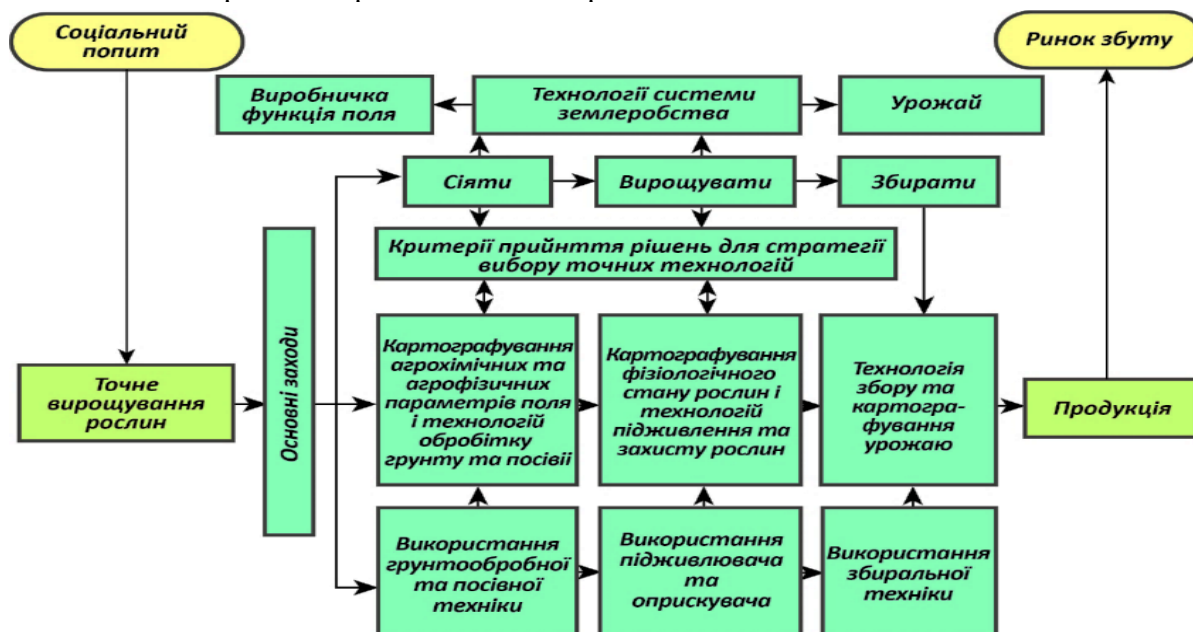 Соціальний
попит
Ринок збуту
Виробнича
функція поля
Технології системи
землеробства
Урожай
Сіяти
Вирощувати
Збирати
Критерії прийнття рішень для стратегії
вибору точних технологій
Основні заходи
Точне
вирощування
рослин
Картографування
агрохімічних та
агрофізичних
параметрів поля
і технологій
обробітку
грунту та посівії
Картографування
фізіологічного
стану рослин і
технологій
підживлення та
захисту рослин
Технологія
збору та
картогра-
фування
урожаю
Продукція
Використання
грунтообробної
та посівної
техніки
Використання
підживлювача
та
оприскувача
Використання
збиральної
техніки